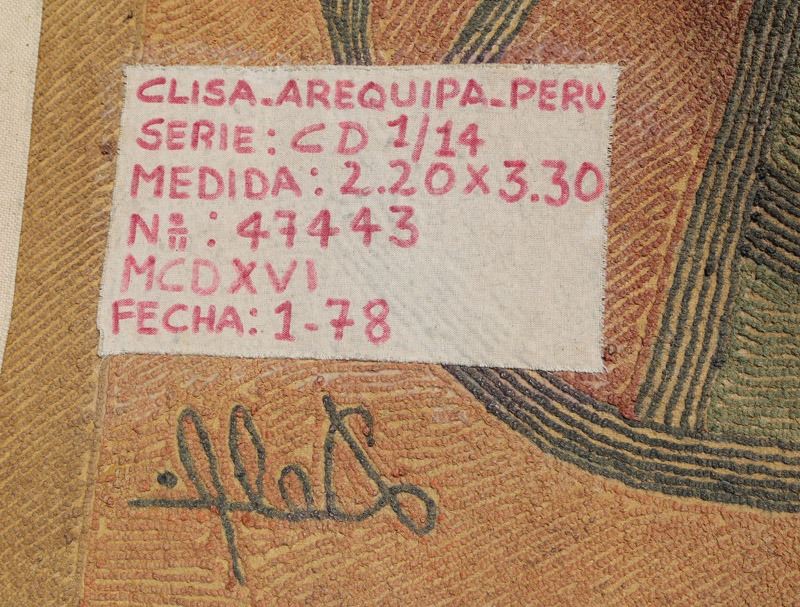 CLISA-AREQUIPA-PERU
SERIE: CD 1/14
MEDIDA: 2.20 X 3.30
Nº: 47443
MCDXVI
FECHA: 1-78